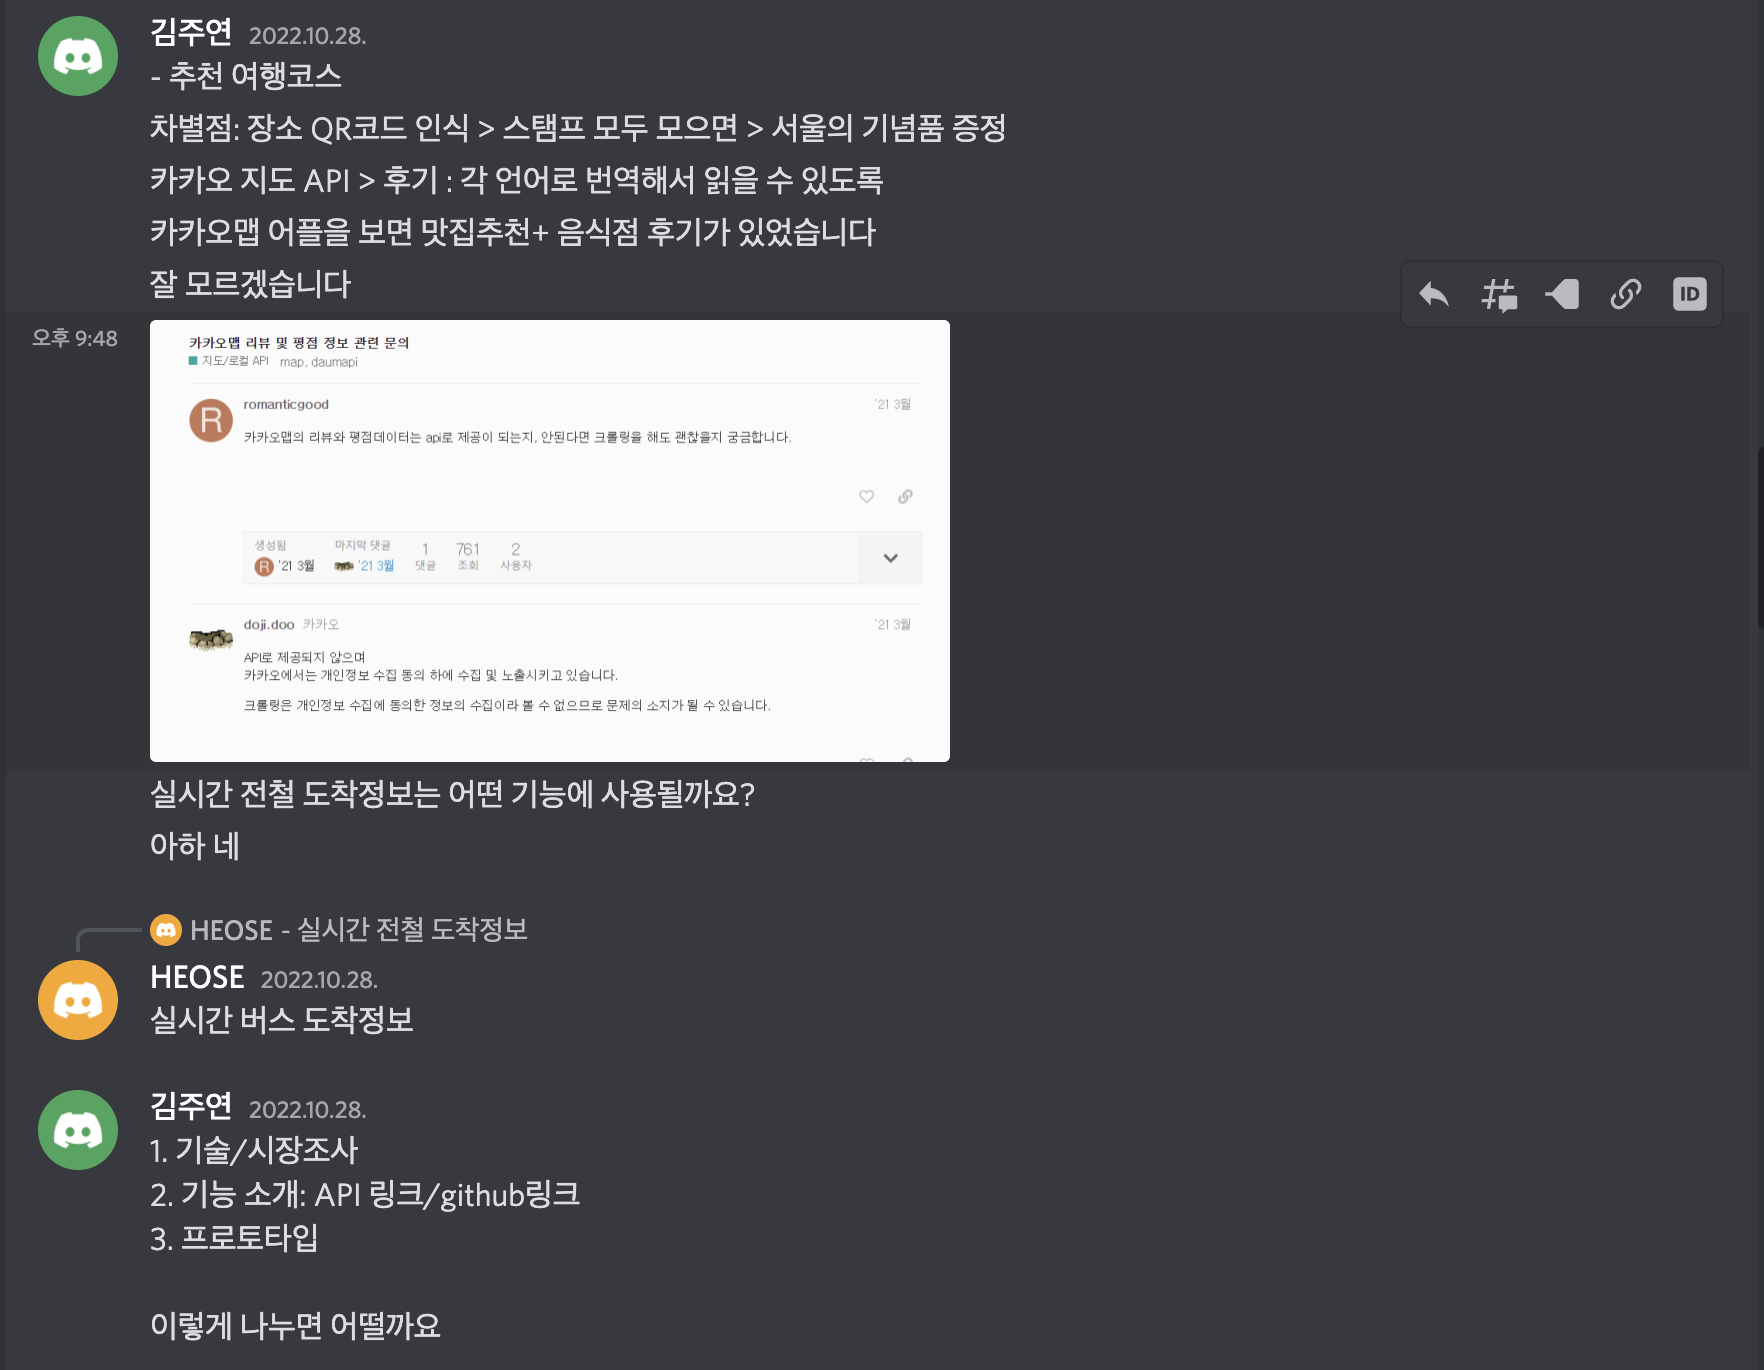 김주연 2022.10.28.
- 추천 여행코스
차별점: 장소 QR코드 인식 > 스탬프 모두 모으면 > 서울의 기념품 증정
카카오 지도 API > 후기 : 각 언어로 번역해서 읽을 수 있도록
카카오맵 어플을 보면 맛집추천+ 음식점 후기가 있었습니다
잘 모르겠습니다
ID
오후 9:48
카카오맵 리뷰 및 평점 정보 관련 문의
지도/로컬 API map, daumapi
R romanticgood '21 3월
카카오맵의 리뷰와 평점데이터는 api로 제공이 되는지, 안된다면 크롤링을 해도 괜찮을지 궁금합니다.
생성됨 마지막 댓글 1 761 2
R '21 3월 '21 3월 댓글 조회 사용자
doji.doo 카카오 '21 3월
API로 제공되지 않으며
카카오에서는 개인정보 수집 동의 하에 수집 및 노출시키고 있습니다.
크롤링은 개인정보 수집에 동의한 정보의 수집이라 볼 수 없으므로 문제의 소지가 될 수 있습니다.
실시간 전철 도착정보는 어떤 기능에 사용될까요?
아하 네
HEOSE - 실시간 전철 도착정보
HEOSE 2022.10.28.
실시간 버스 도착정보
김주연 2022.10.28.
1. 기술/시장조사
2. 기능 소개: API 링크/github링크
3. 프로토타입
이렇게 나누면 어떨까요